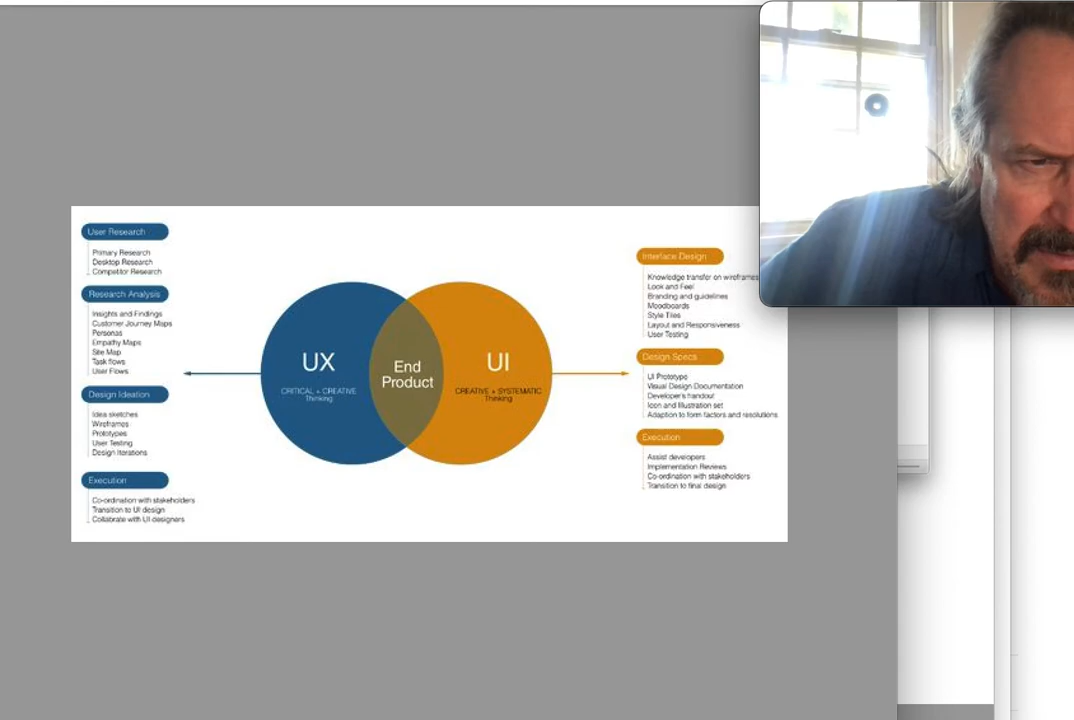 User Research
Primary Research
Desktop Research
Competitor Research
Research Analysis
Insights and Findings
Customer Journey Maps
Personas
Empathy Maps
Site Map
Task flows
User Flows
Design Ideation
Idea sketches
Wireframes
Prototypes
User Testing
Design Iterations
Execution
Co-ordination with stakeholders
Transition to UI design
Collabrate with UI designers
UX
CRITICAL + CREATIVE
Thinking
End
Product
UI
CREATIVE + SYSTEMATIC
Thinking
Interface Design
Knowledge transfer on wireframes
Look and Feel
Branding and guidelines
Moodboards
Style Tiles
Layout and Responsiveness
User Testing
Design Specs
UI Prototype
Visual Design Documentation
Developer's handout
Icon and Illustration set
Adaption to form factors and resolutions
Execution
Assist developers
Implementation Reviews
Co-ordination with stakeholders
Transition to final design